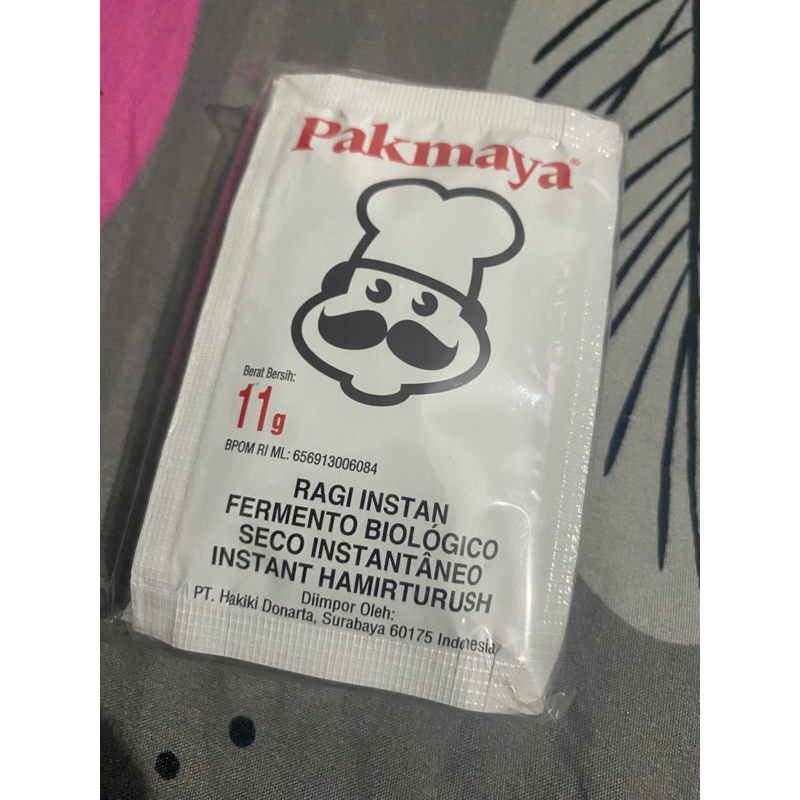 Pakmaya®
Berat Bersih:
11g
BPOM RI ML: 656913006084
RAGI INSTAN
FERMENTO BIOLÓGICO
SECO INSTANTÂNEO
INSTANT HAMIRTURUSH
Diimpor Oleh:
PT. Hakiki Donarta, Surabaya 60175 Indonesia